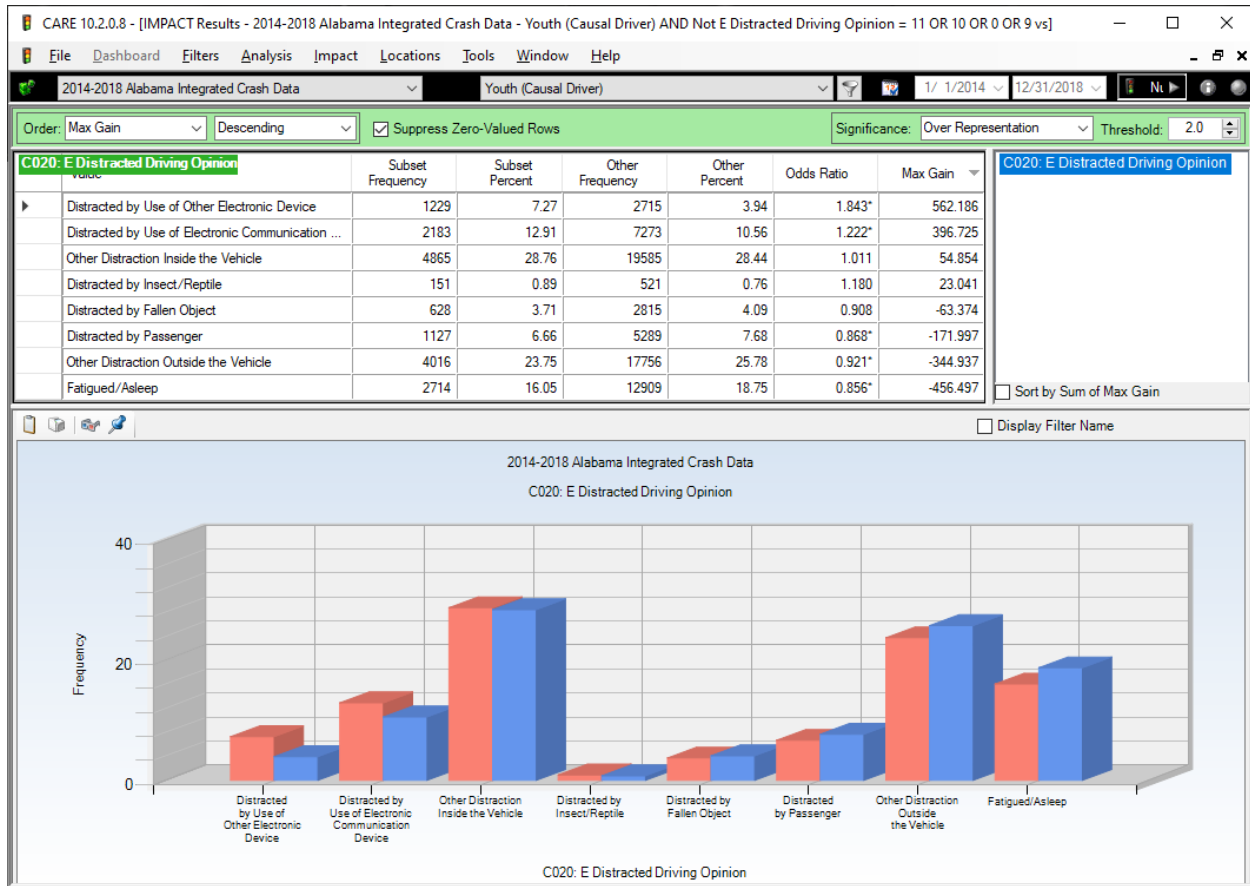 CARE 10.2.0.8 - [IMPACT Results - 2014-2018 Alabama Integrated Crash Data - Youth (Causal Driver) AND Not E Distracted Driving Opinion = 11 OR 10 OR 0 OR 9 vs]
File Dashboard Filters Analysis Impact Locations Tools Window Help
2014-2018 Alabama Integrated Crash Data Youth (Causal Driver) 1/ 1/2014 12/31/2018
Order: Max Gain Descending Suppress Zero-Valued Rows Significance: Over Representation Threshold: 2.0
C020: E Distracted Driving Opinion Subset Frequency Subset Percent Other Frequency Other Percent Odds Ratio Max Gain C020: E Distracted Driving Opinion
Distracted by Use of Other Electronic Device 1229 7.27 2715 3.94 1.843* 562.186
Distracted by Use of Electronic Communication ... 2183 12.91 7273 10.56 1.222* 396.725
Other Distraction Inside the Vehicle 4865 28.76 19585 28.44 1.011 54.854
Distracted by Insect/Reptile 151 0.89 521 0.76 1.180 23.041
Distracted by Fallen Object 628 3.71 2815 4.09 0.908 -63.374
Distracted by Passenger 1127 6.66 5289 7.68 0.868* -171.997
Other Distraction Outside the Vehicle 4016 23.75 17756 25.78 0.921* -344.937
Fatigued/Asleep 2714 16.05 12909 18.75 0.856* -456.497
Sort by Sum of Max Gain
Display Filter Name
2014-2018 Alabama Integrated Crash Data
C020: E Distracted Driving Opinion
Frequency
40
20
0
Distracted by Use of Other Electronic Device
Distracted by Use of Electronic Communication Device
Other Distraction Inside the Vehicle
Distracted by Insect/Reptile
Distracted by Fallen Object
Distracted by Passenger
Other Distraction Outside the Vehicle
Fatigued/Asleep
C020: E Distracted Driving Opinion